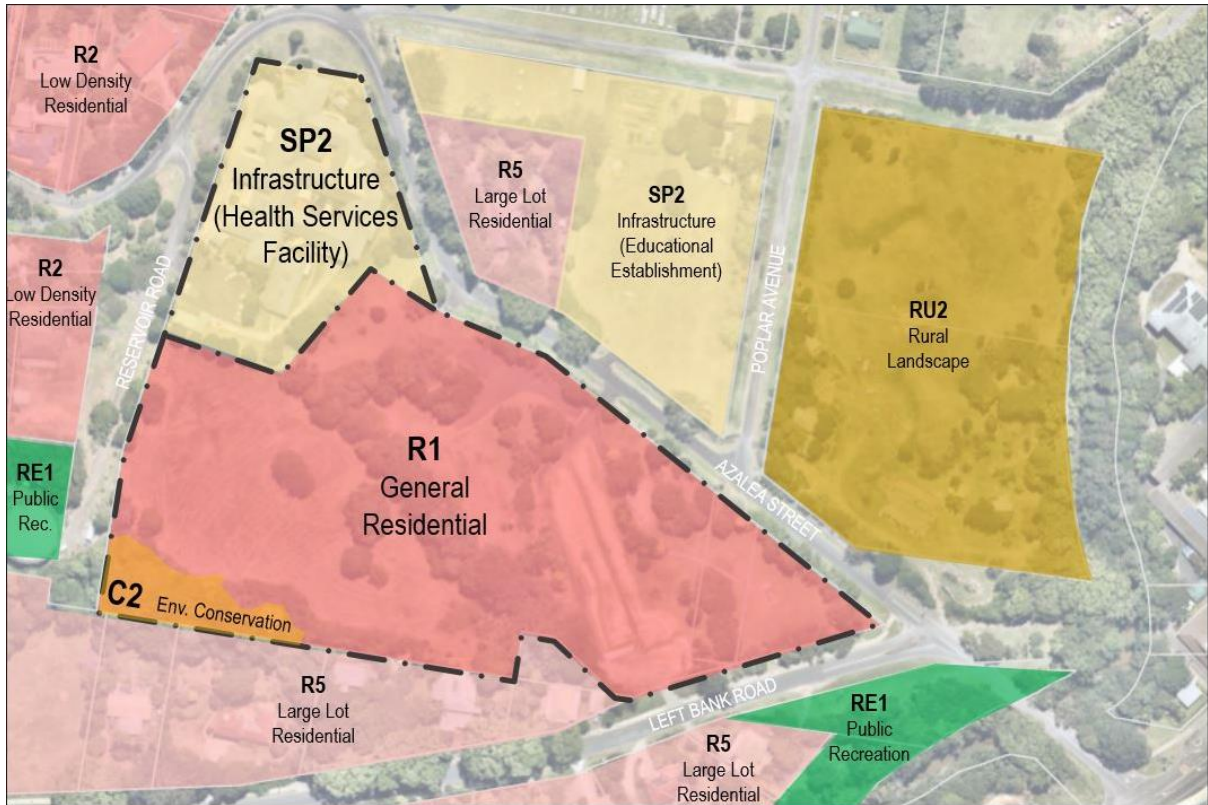 R2
Low Density
Residential
SP2
Infrastructure
(Health Services
Facility)
R5
Large Lot
Residential
SP2
Infrastructure
(Educational
Establishment)
POPLAR AVENUE
RU2
Rural
Landscape
R2
Low Density
Residential
RESERVOIR ROAD
R1
General
Residential
AZALEA STREET
RE1
Public
Rec.
C2 Env. Conservation
R5
Large Lot
Residential
LEFT BANK ROAD
RE1
Public
Recreation
R5
Large Lot
Residential